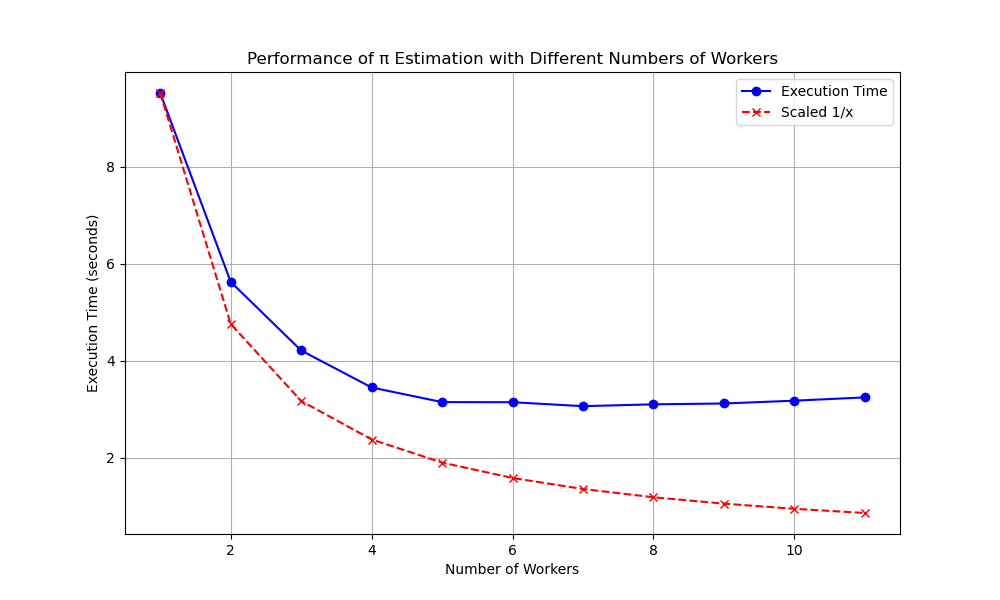 Performance of π Estimation with Different Numbers of Workers
Execution Time
Scaled 1/x
Execution Time (seconds)
8
6
4
2
2 4 6 8 10
Number of Workers